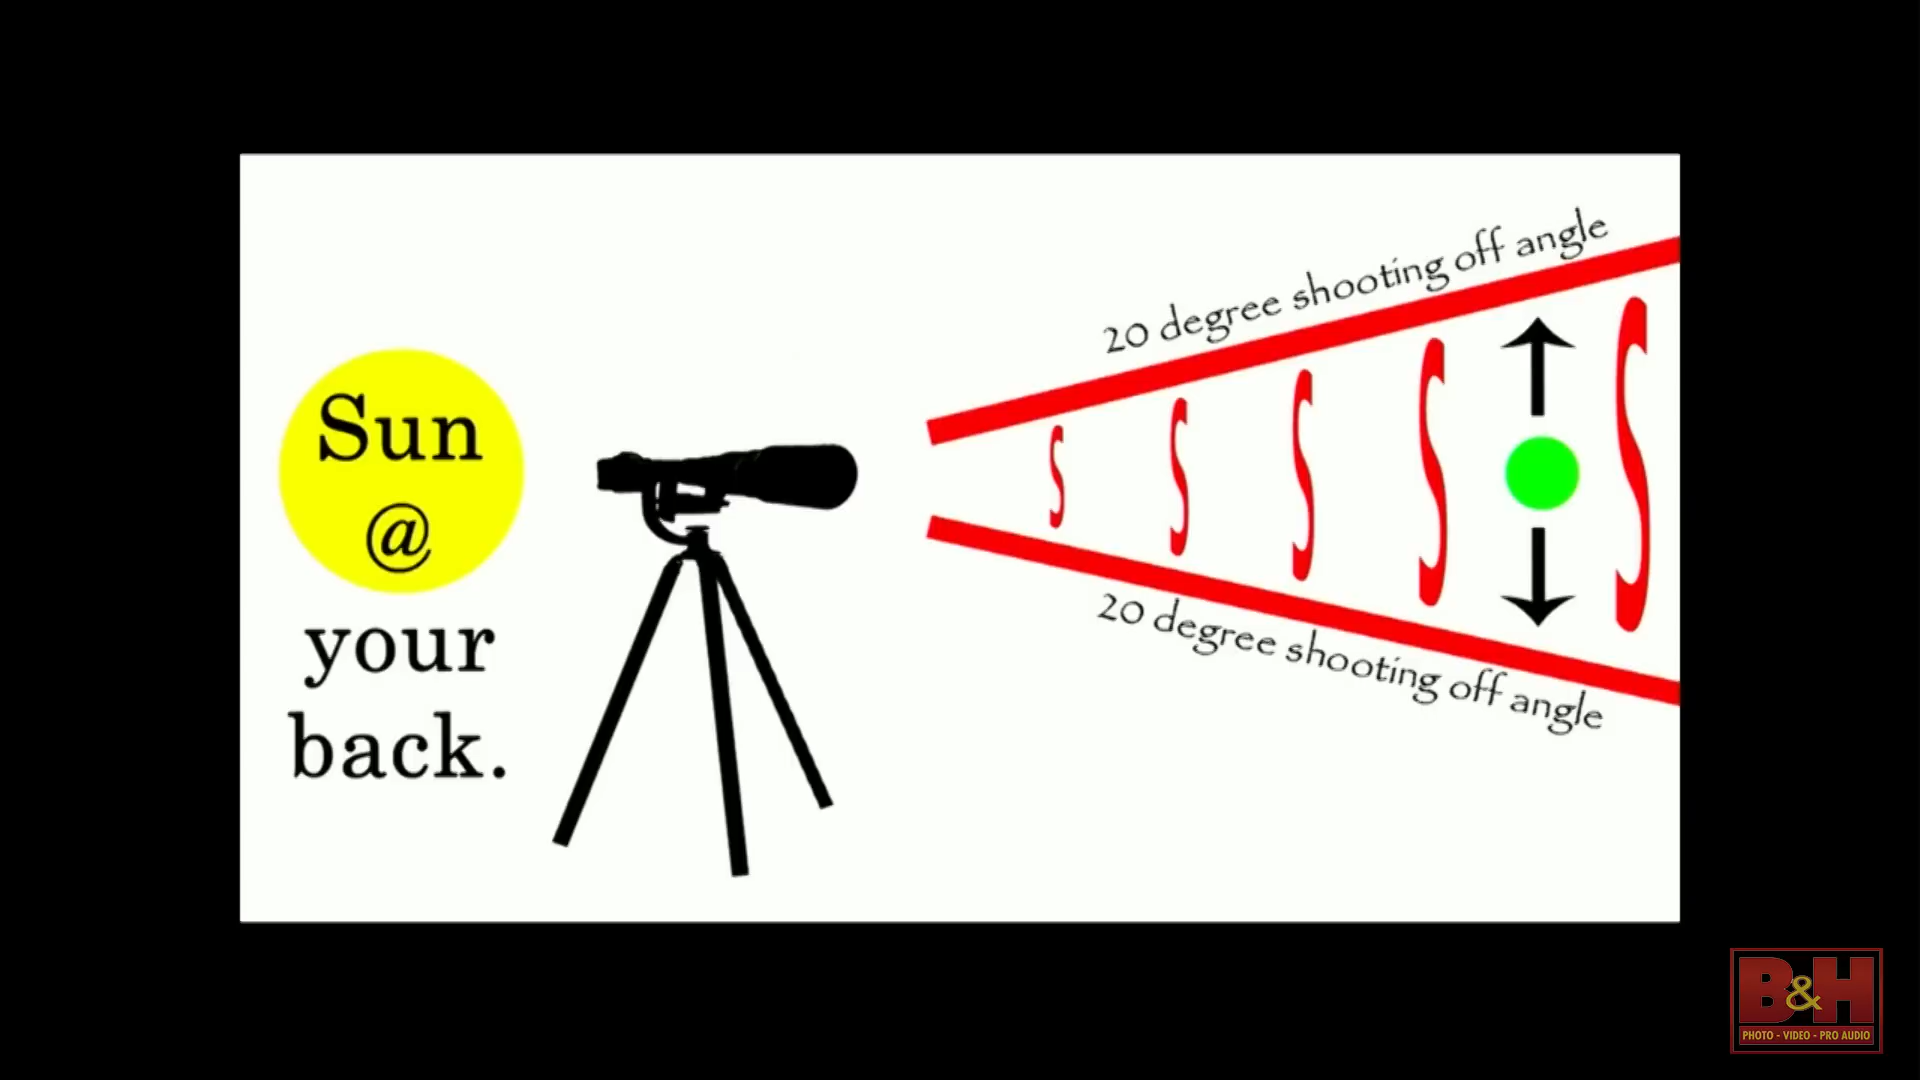 Sun
@
your
back.
20 degree shooting off angle
S S S S S
20 degree shooting off angle
B&H
PHOTO - VIDEO - PRO AUDIO